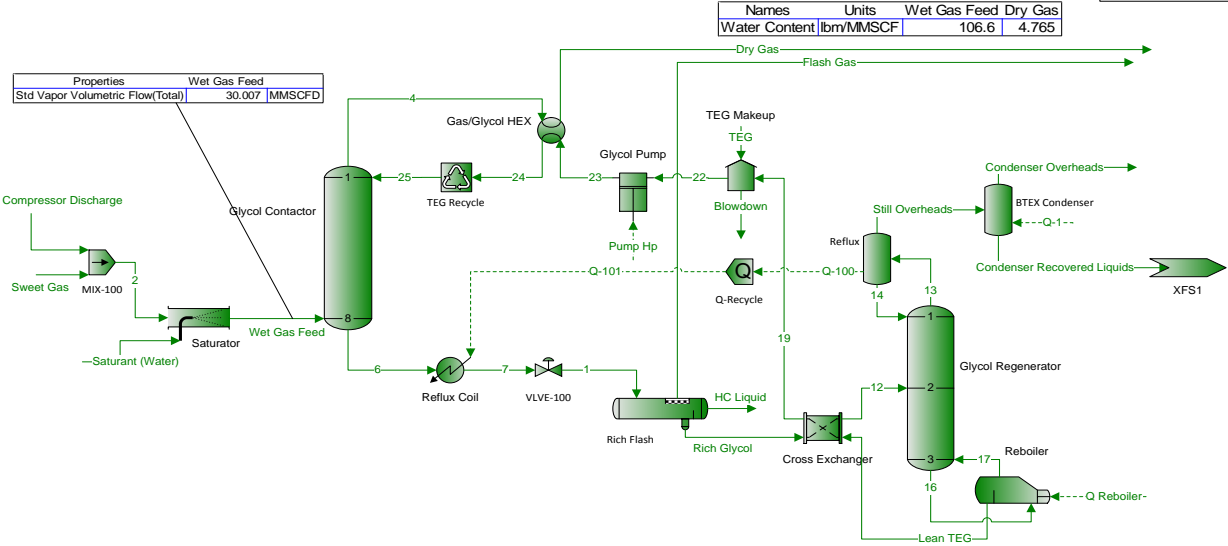 Names Units Wet Gas Feed Dry Gas
Water Content lbm/MMSCF 106.6 4.765
Dry Gas
Flash Gas
Properties Wet Gas Feed
Std Vapor Volumetric Flow(Total) 30.007 MMSCFD
4
Gas/Glycol HEX
TEG Makeup
TEG
Glycol Pump
1
25
24
23
22
TEG Recycle
Condenser Overheads
Compressor Discharge
Glycol Contactor
Blowdown
Still Overheads
BTEX Condenser
Q-1
Pump Hp
Reflux
2
Sweet Gas
MIX-100
Q-101
Q
Q-100
Condenser Recovered Liquids
Q-Recycle
14
13
XFS1
8
1
Saturator
Wet Gas Feed
19
Saturant (Water)
6
7
1
12
2
Glycol Regenerator
Reflux Coil
VLVE-100
HC Liquid
Rich Flash
Rich Glycol
Cross Exchanger
3
17
Reboiler
16
Q Reboiler
Lean TEG